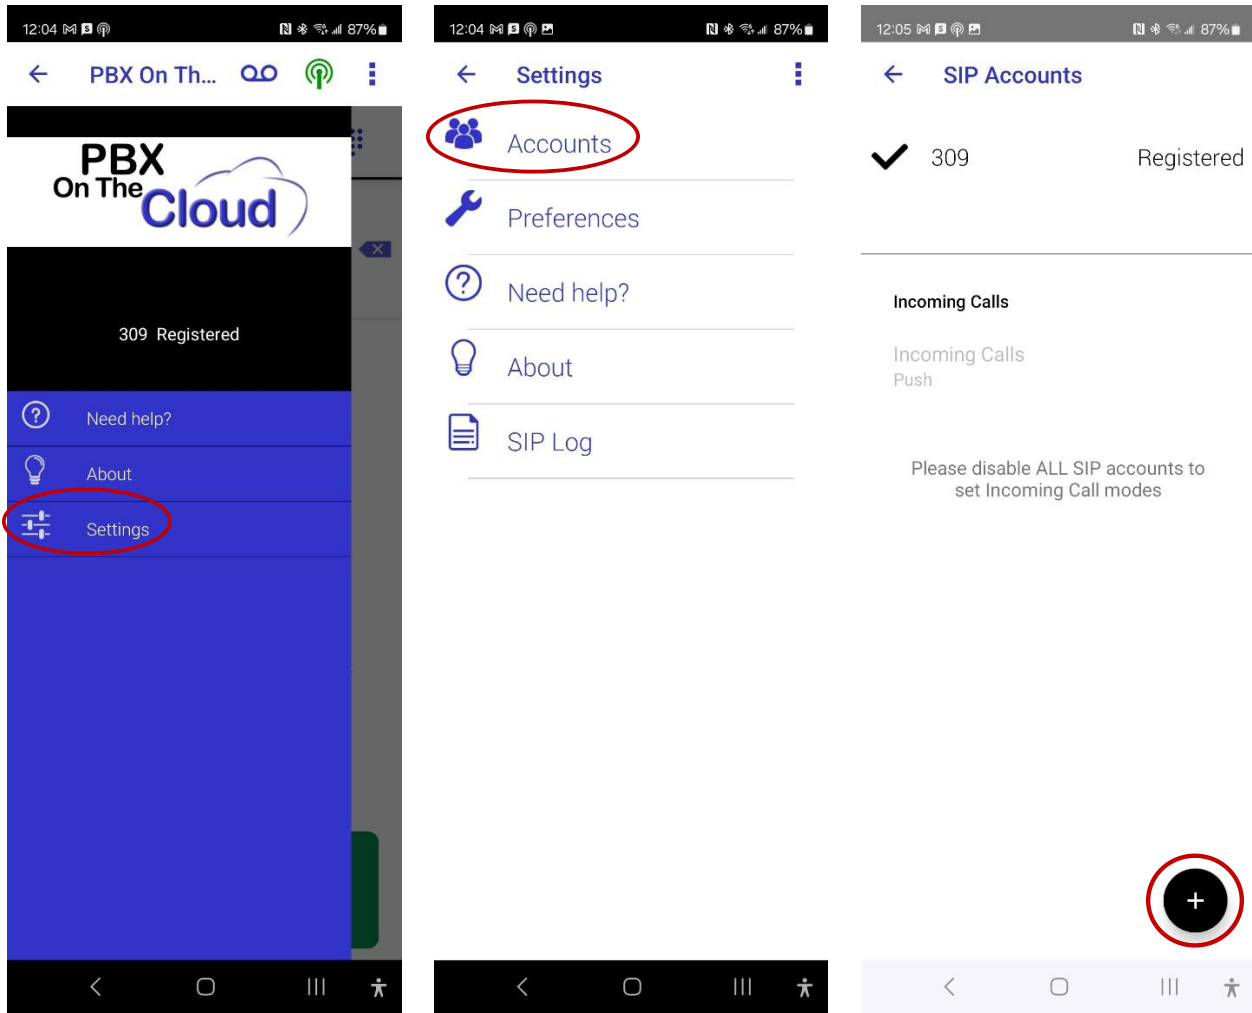 12:04
87%
PBX On Th...
PBX
On The
Cloud
309 Registered
Need help?
About
Settings
12:04
87%
Settings
Accounts
Preferences
Need help?
About
SIP Log
12:05
87%
SIP Accounts
309 Registered
Incoming Calls
Incoming Calls
Push
Please disable ALL SIP accounts to
set Incoming Call modes
+